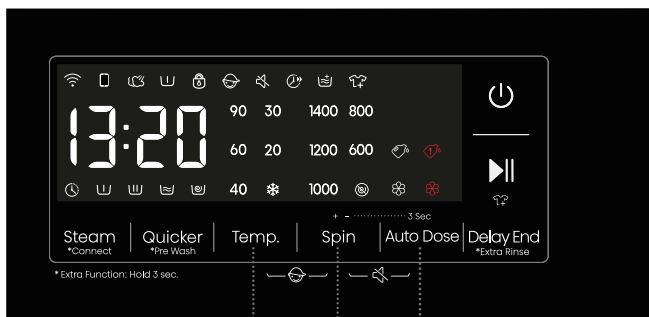 90 30 1400 800
13:20
60 20 1200 600
40 1000
+ - 3 Sec
Steam Quicker Temp. Spin Auto Dose Delay End
*Connect *Pre Wash *Extra Rinse
* Extra Function: Hold 3 sec.